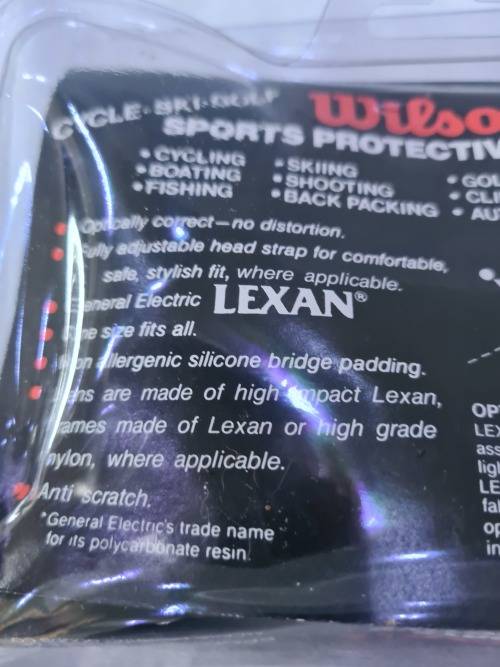 CYCLE-SKI-GOLF
Wilso
SPORTS PROTECTIV
• CYCLING • SKIING • GOL
• BOATING • SHOOTING • CLI
• FISHING • BACK PACKING • AU
• Optically correct—no distortion.
• Fully adjustable head strap for comfortable,
safe, stylish fit, where applicable.
• General Electric LEXAN®
• One size fits all.
• Non allergenic silicone bridge padding.
• Lens are made of high impact Lexan,
frames made of Lexan or high grade
nylon, where applicable.
• Anti scratch.
*General Electric's trade name
for its polycarbonate resin.
OP
LEX
ass
ligh
LE
fal
op
in